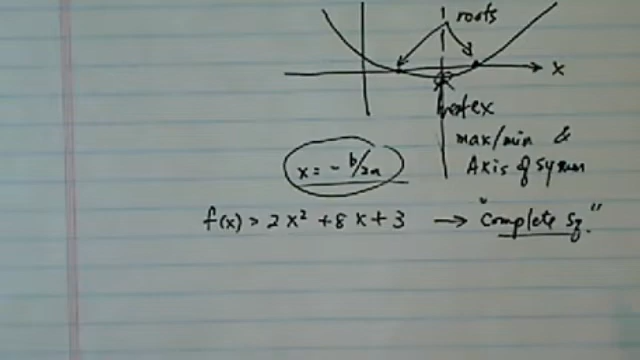 roots
x
vertex
max/min &
Axis of symm
x = - b/2a
f(x) = 2x² + 8x + 3 → "Complete Sq."